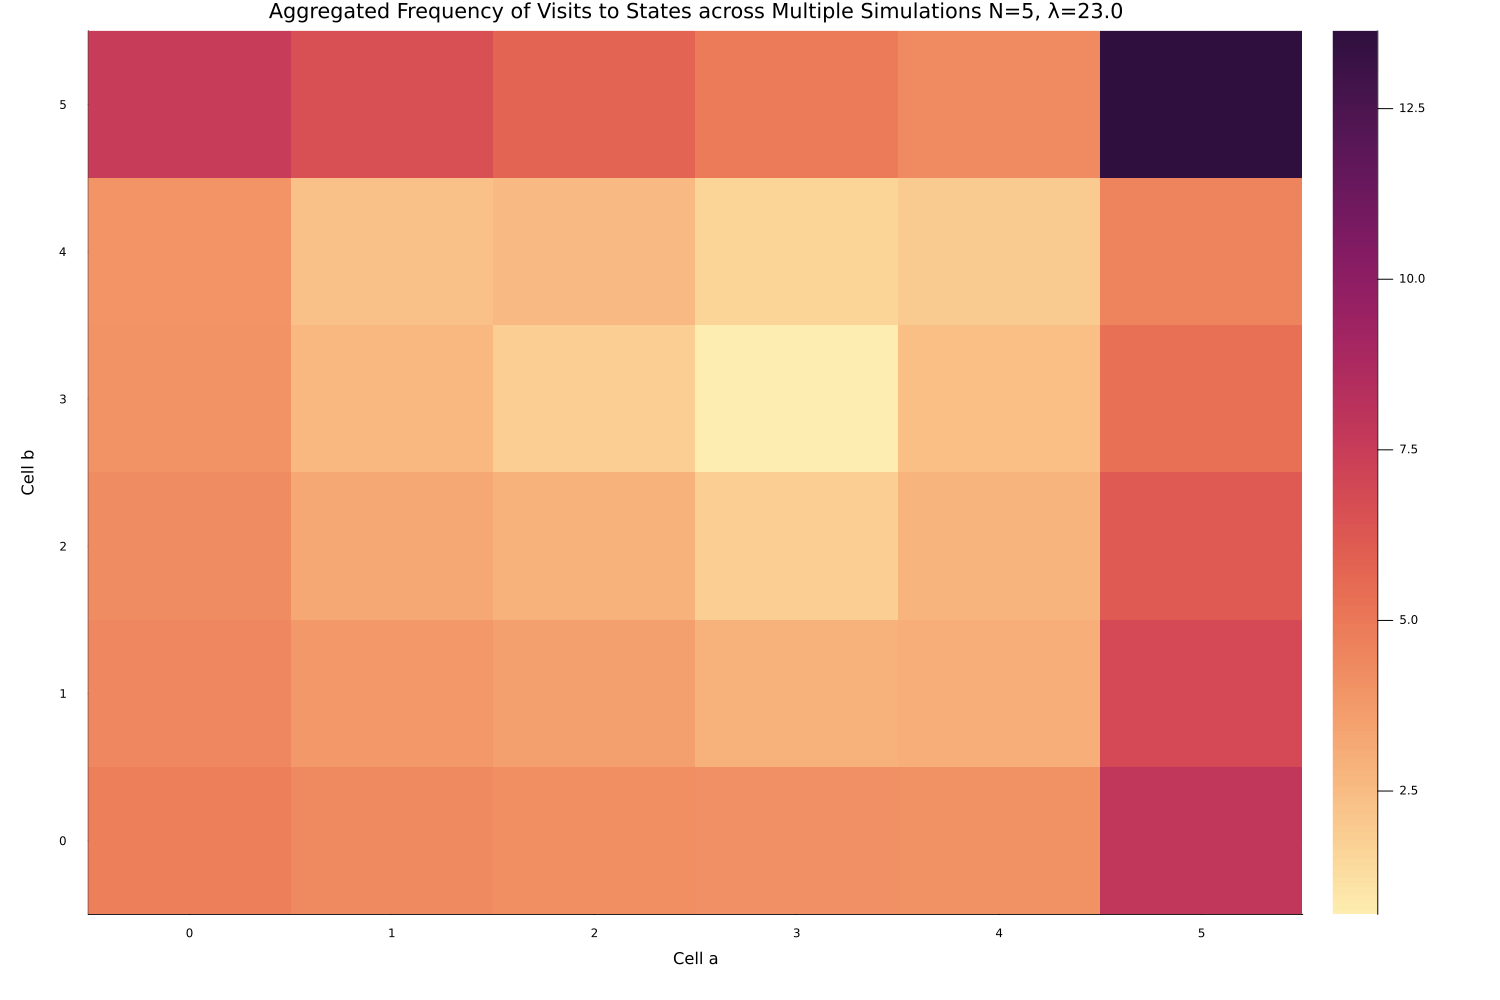 Aggregated Frequency of Visits to States across Multiple Simulations N=5, λ=23.0
5
4
3
2
1
0
Cell b
0 1 2 3 4 5
Cell a
12.5
10.0
7.5
5.0
2.5